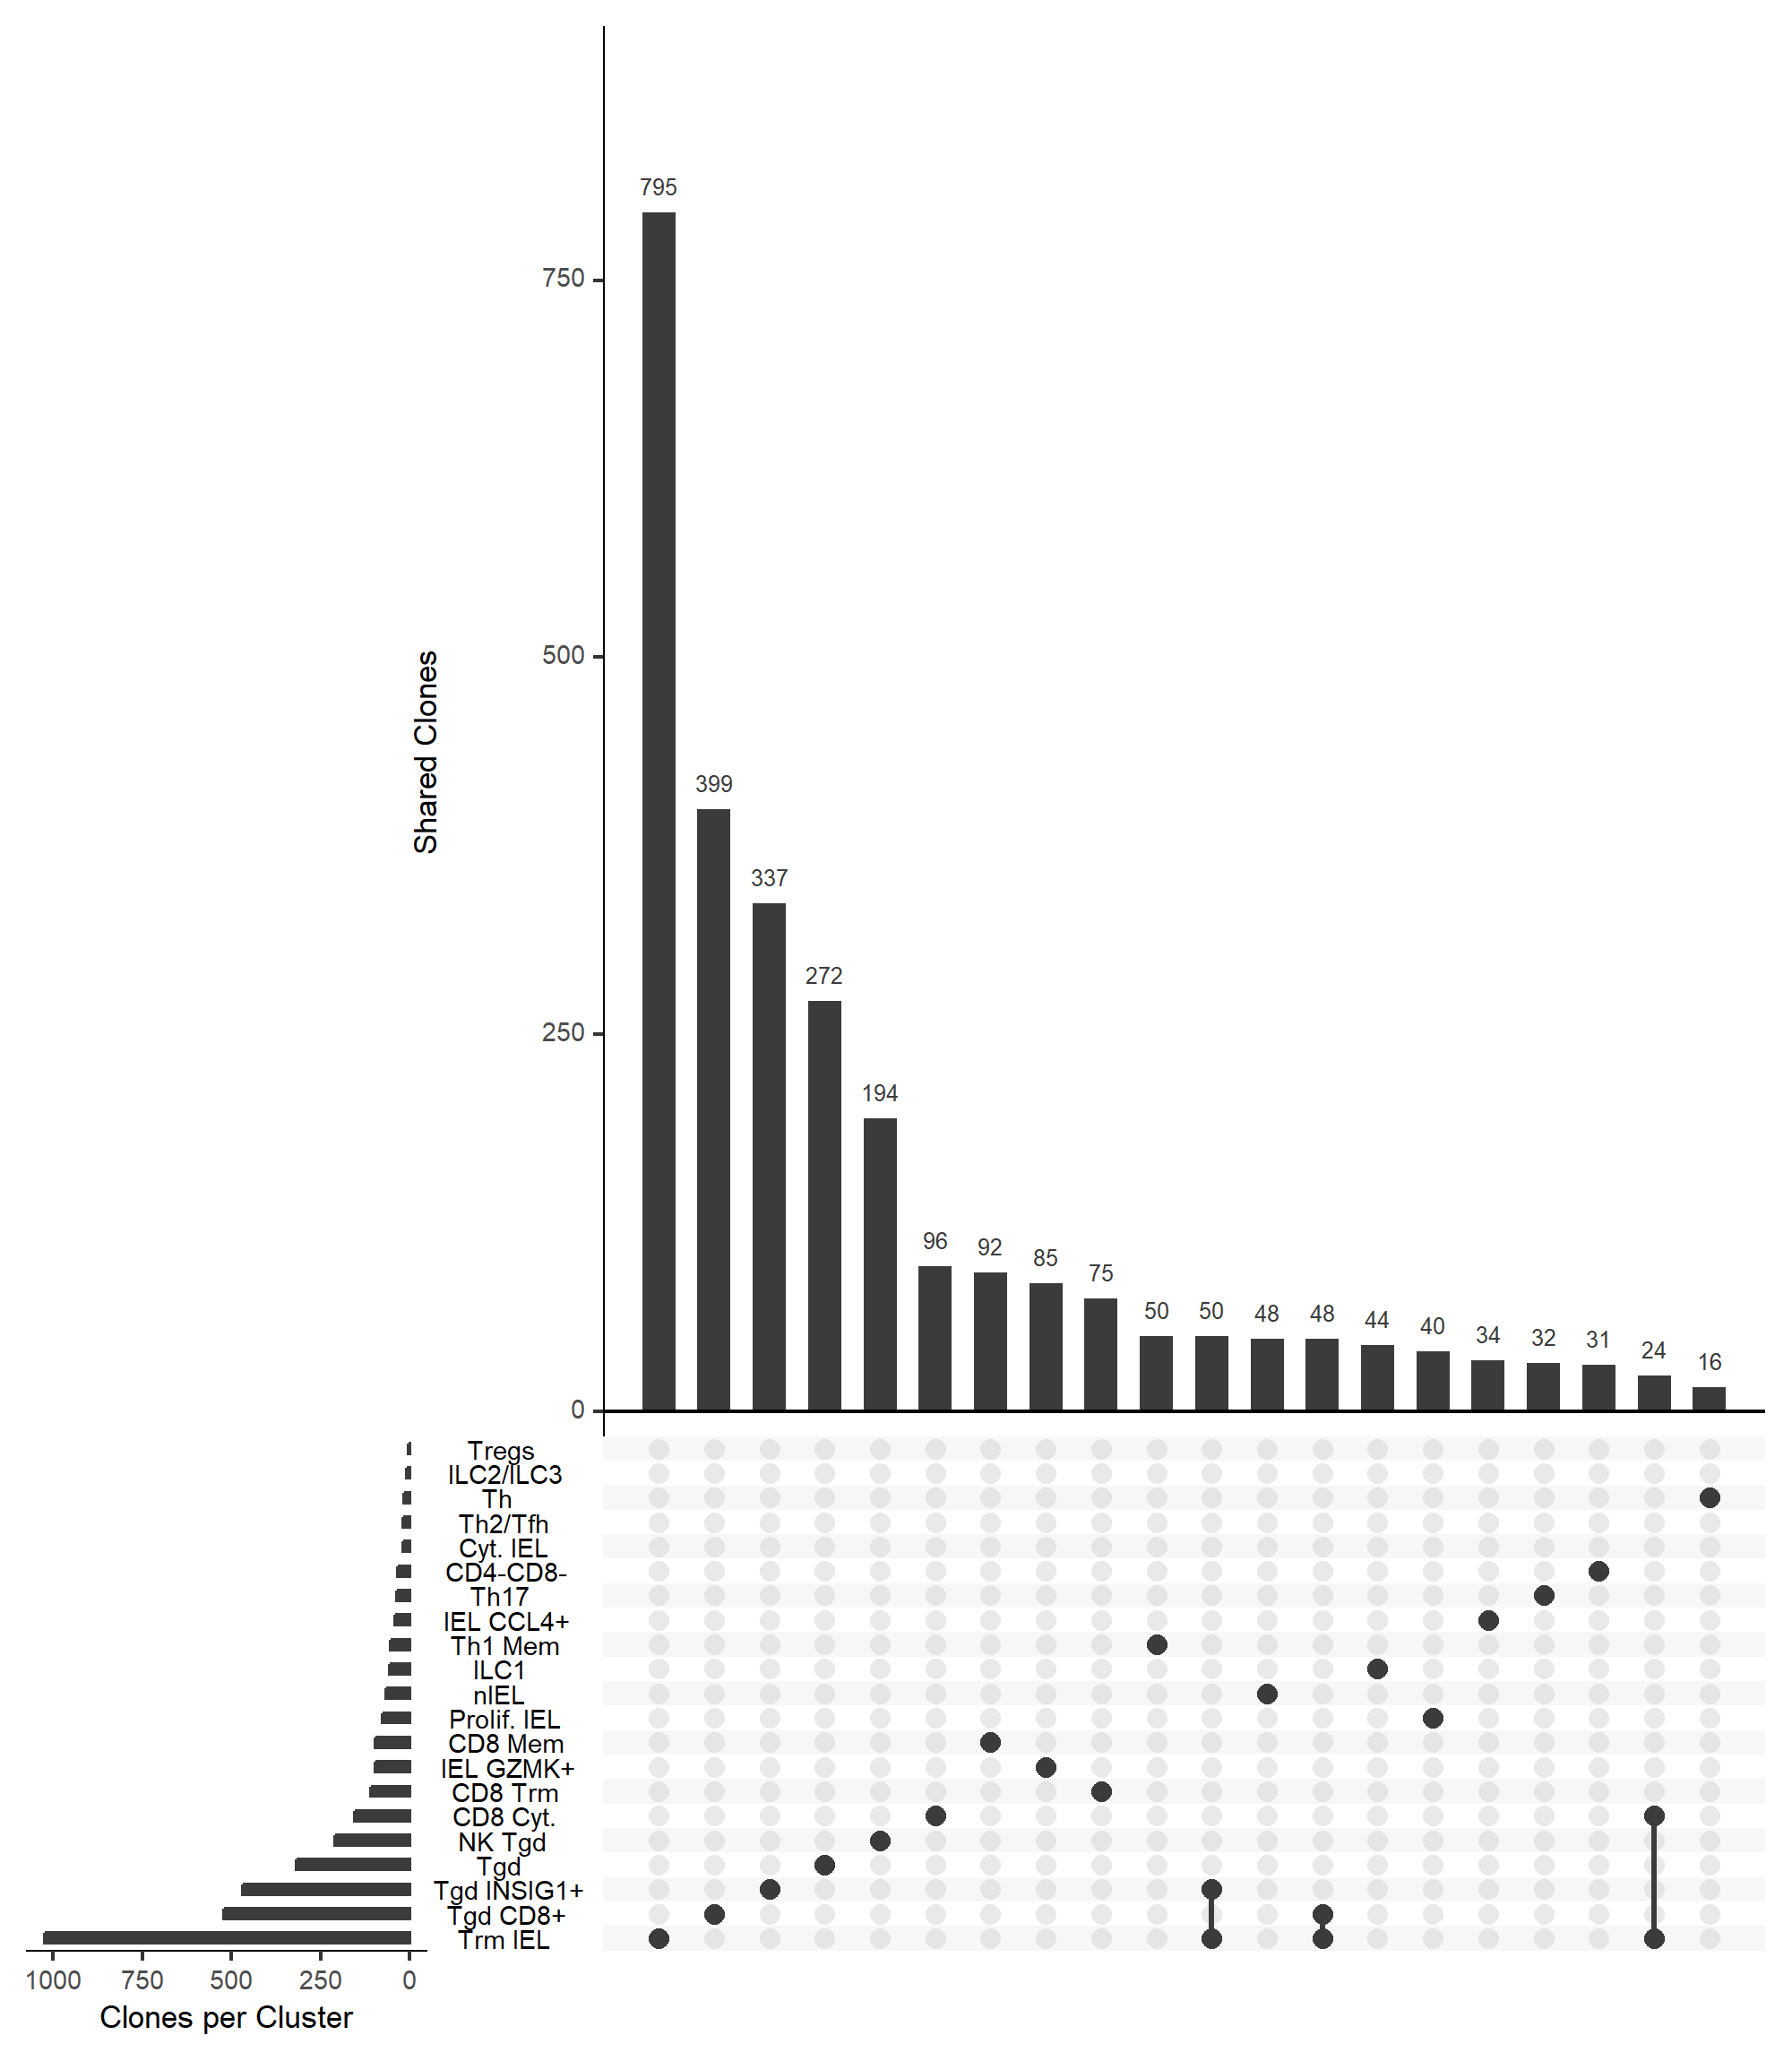 795
399
337
272
194
96
92
85
75
50
50
48
48
44
40
34
32
31
24
16
750
500
250
0
Shared Clones
Tregs
ILC2/ILC3
Th
Th2/Tfh
Cyt. IEL
CD4-CD8-
Th17
IEL CCL4+
Th1 Mem
ILC1
nIEL
Prolif. IEL
CD8 Mem
IEL GZMK+
CD8 Trm
CD8 Cyt.
NK Tgd
Tgd
Tgd INSIG1+
Tgd CD8+
Trm IEL
1000 750 500 250 0
Clones per Cluster